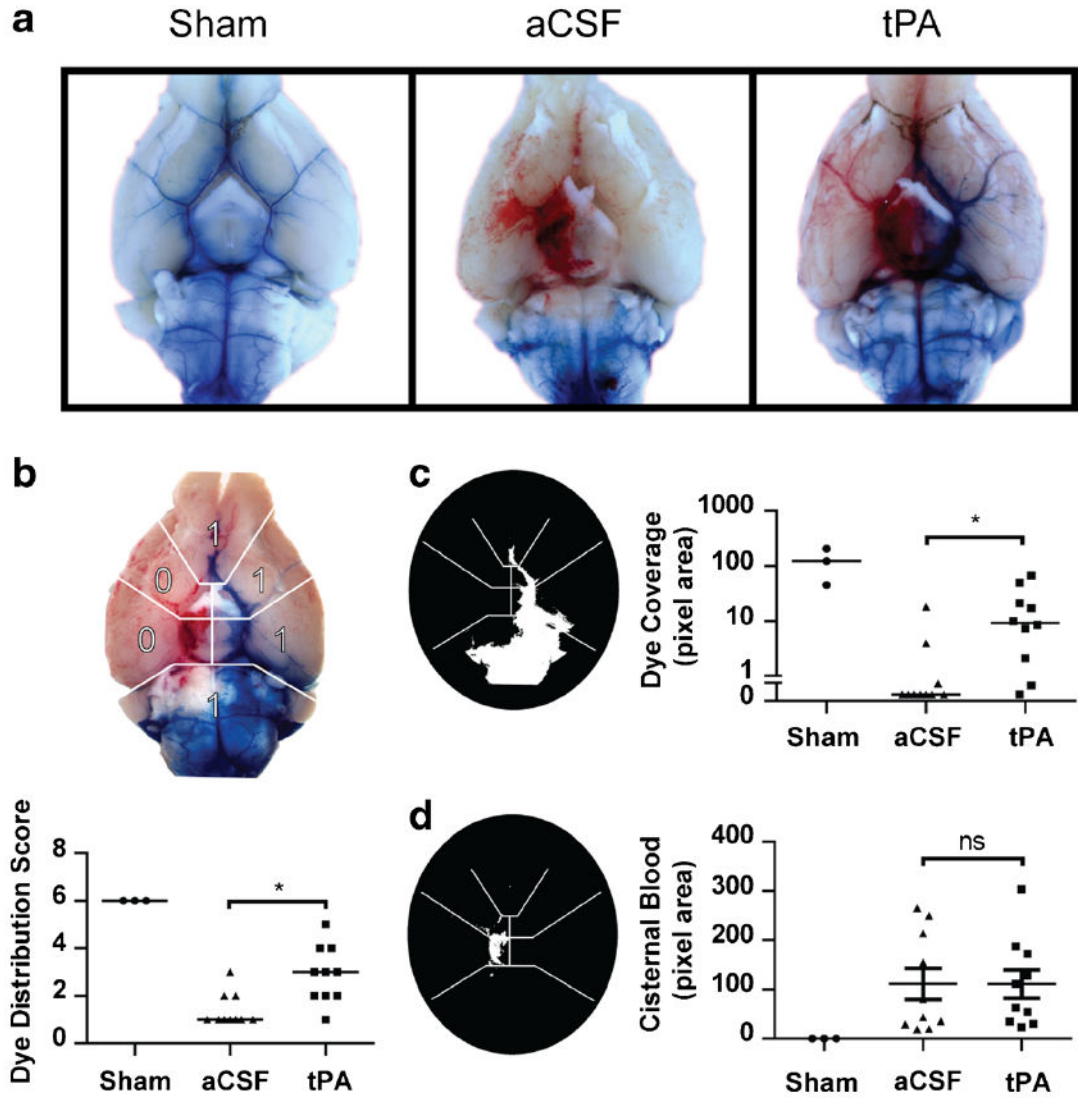 a
Sham aCSF tPA
b
1
0 1
0 1
1
Dye Distribution Score
8
6
4
2
0
*
Sham aCSF tPA
c
Dye Coverage
(pixel area)
1000
100
10
1
0
*
Sham aCSF tPA
d
Cisternal Blood
(pixel area)
400
300
200
100
0
ns
Sham aCSF tPA